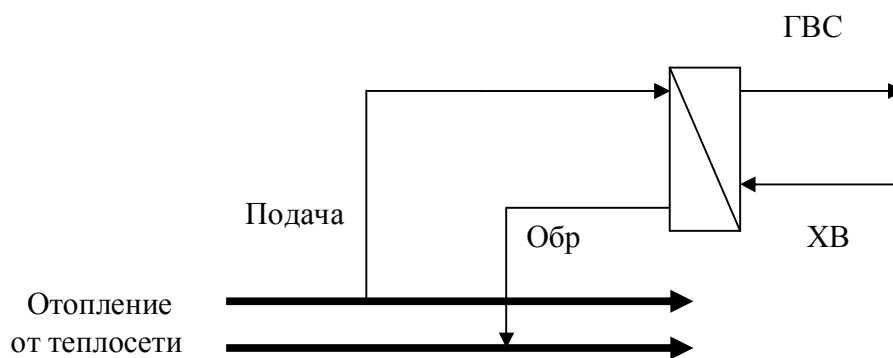 ГВС
Подача
Обр
ХВ
Отопление
от теплосети